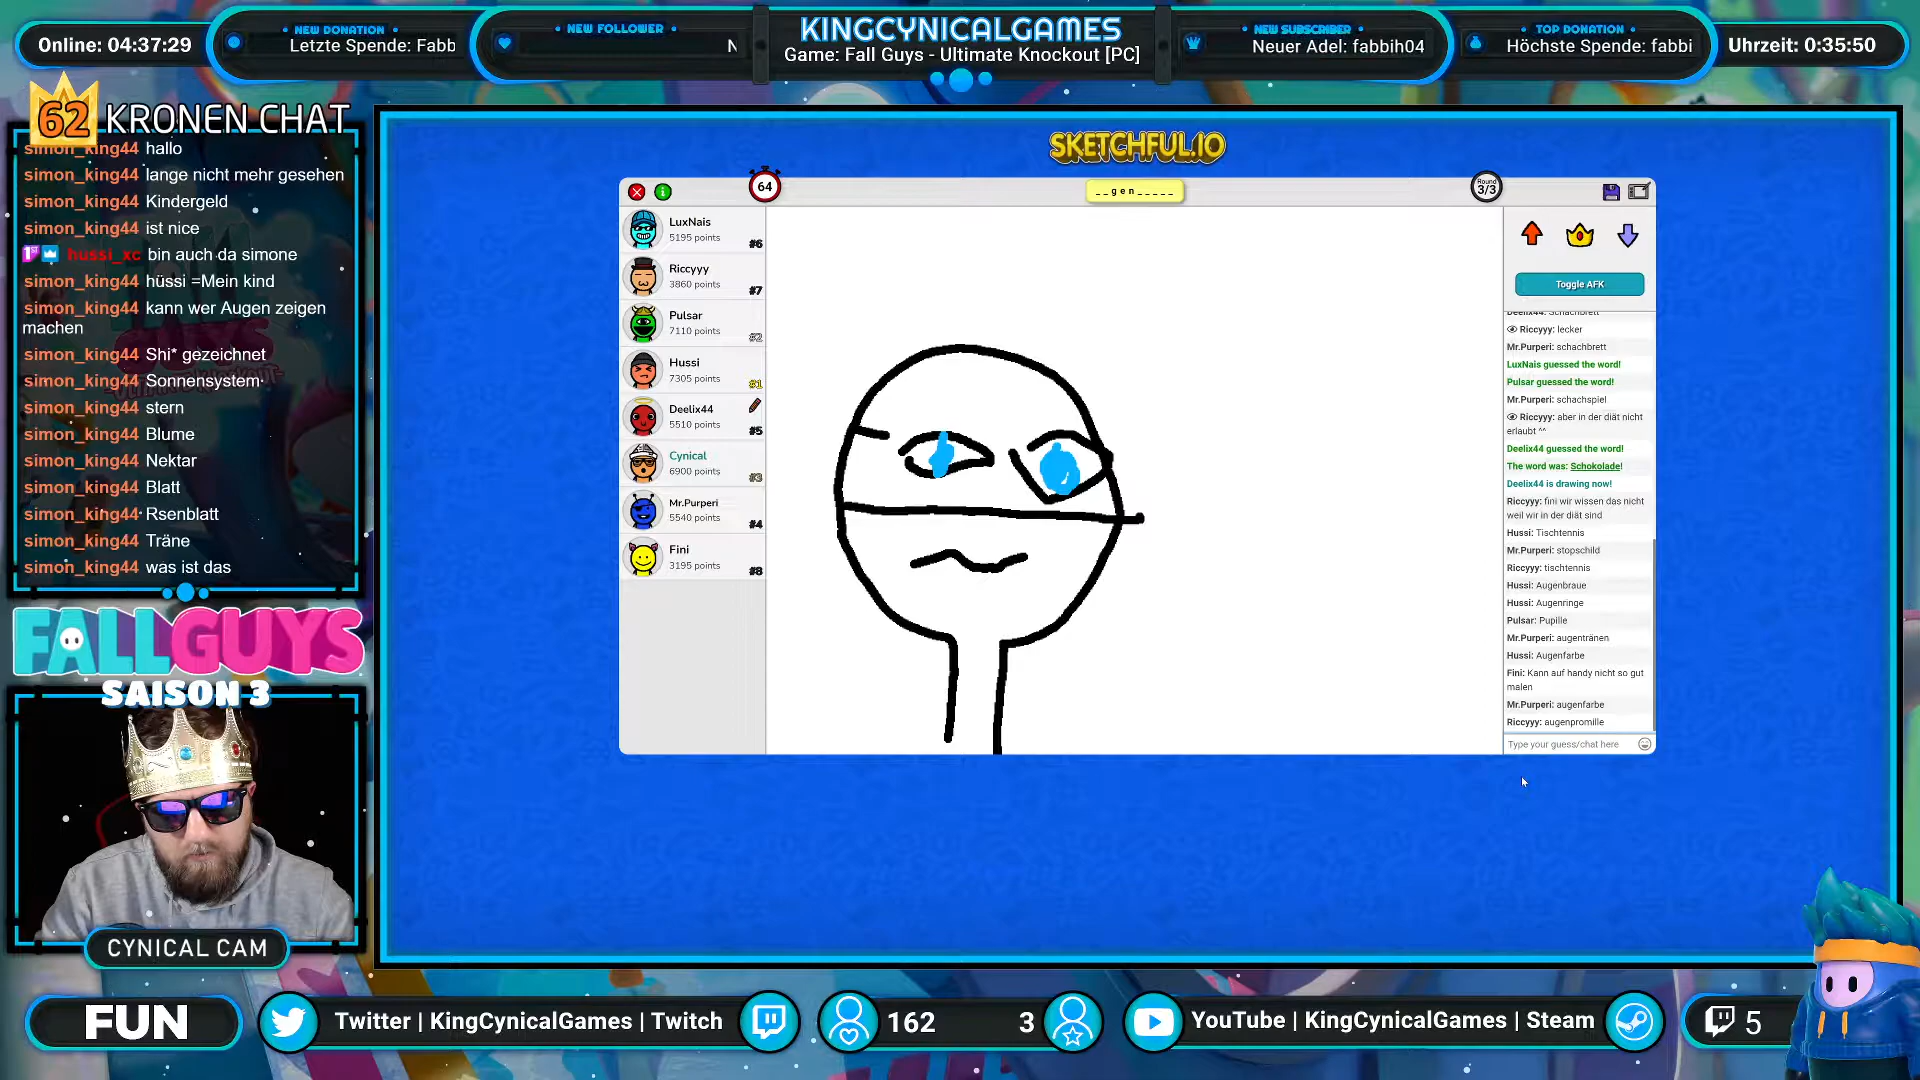 Online: 04:37:29
NEW DONATION
Letzte Spende: Fabb
NEW FOLLOWER
N
KINGCYNICALGAMES
Game: Fall Guys - Ultimate Knockout [PC]
NEW SUBSCRIBER
Neuer Adel: fabbih04
TOP DONATION
Höchste Spende: fabbi
Uhrzeit: 0:35:50
62 KRONEN CHAT
simon_king44 hallo
simon_king44 lange nicht mehr gesehen
simon_king44 Kindergeld
simon_king44 ist nice
hussi_xc bin auch da simone
simon_king44 hüssi =Mein kind
simon_king44 kann wer Augen zeigen
machen
simon_king44 Shi* gezeichnet
simon_king44 Sonnensystem
simon_king44 stern
simon_king44 Blume
simon_king44 Nektar
simon_king44 Blatt
simon_king44 Rsenblatt
simon_king44 Träne
simon_king44 was ist das
FALL GUYS
SAISON 3
CYNICAL CAM
SKETCHFUL.IO
64
_ _ g e n _ _ _ _ _
Round
3/3
LuxNais
5195 points
#6
Riccyyy
3860 points
#7
Pulsar
7110 points
#2
Hussi
7305 points
#1
Deelix44
5510 points
#5
Cynical
6900 points
#3
Mr.Purperi
5540 points
#4
Fini
3195 points
#8
Toggle AFK
Deelix44: Schachbrett
Riccyyy: lecker
Mr.Purperi: schachbrett
LuxNais guessed the word!
Pulsar guessed the word!
Mr.Purperi: schachspiel
Riccyyy: aber in der diät nicht
erlaubt ^^
Deelix44 guessed the word!
The word was: Schokolade!
Deelix44 is drawing now!
Riccyyy: fini wir wissen das nicht
weil wir in der diät sind
Hussi: Tischtennis
Mr.Purperi: stopschild
Riccyyy: tischtennis
Hussi: Augenbraue
Hussi: Augenringe
Pulsar: Pupille
Mr.Purperi: augentränen
Hussi: Augenfarbe
Fini: Kann auf handy nicht so gut
malen
Mr.Purperi: augenfarbe
Riccyyy: augenpromille
Type your guess/chat here
FUN
Twitter | KingCynicalGames | Twitch
162
3
YouTube | KingCynicalGames | Steam
5